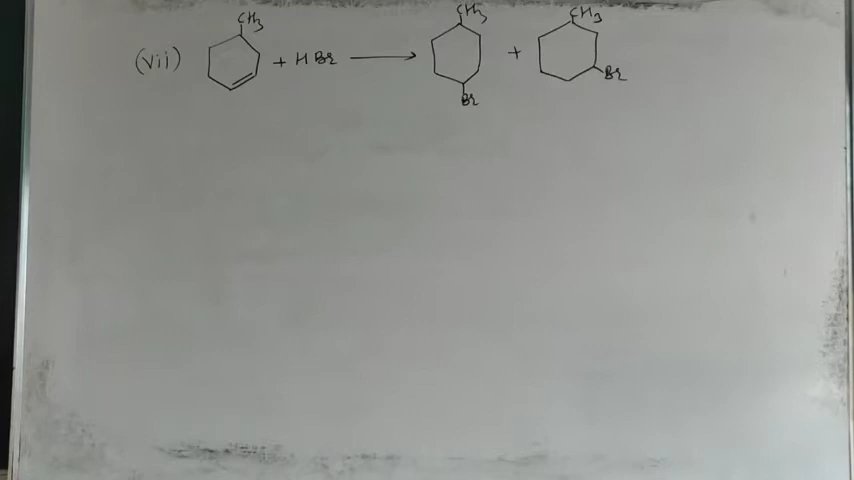 CH3 CH3 CH3
(vii) + HBr ⟶ + Br
Br